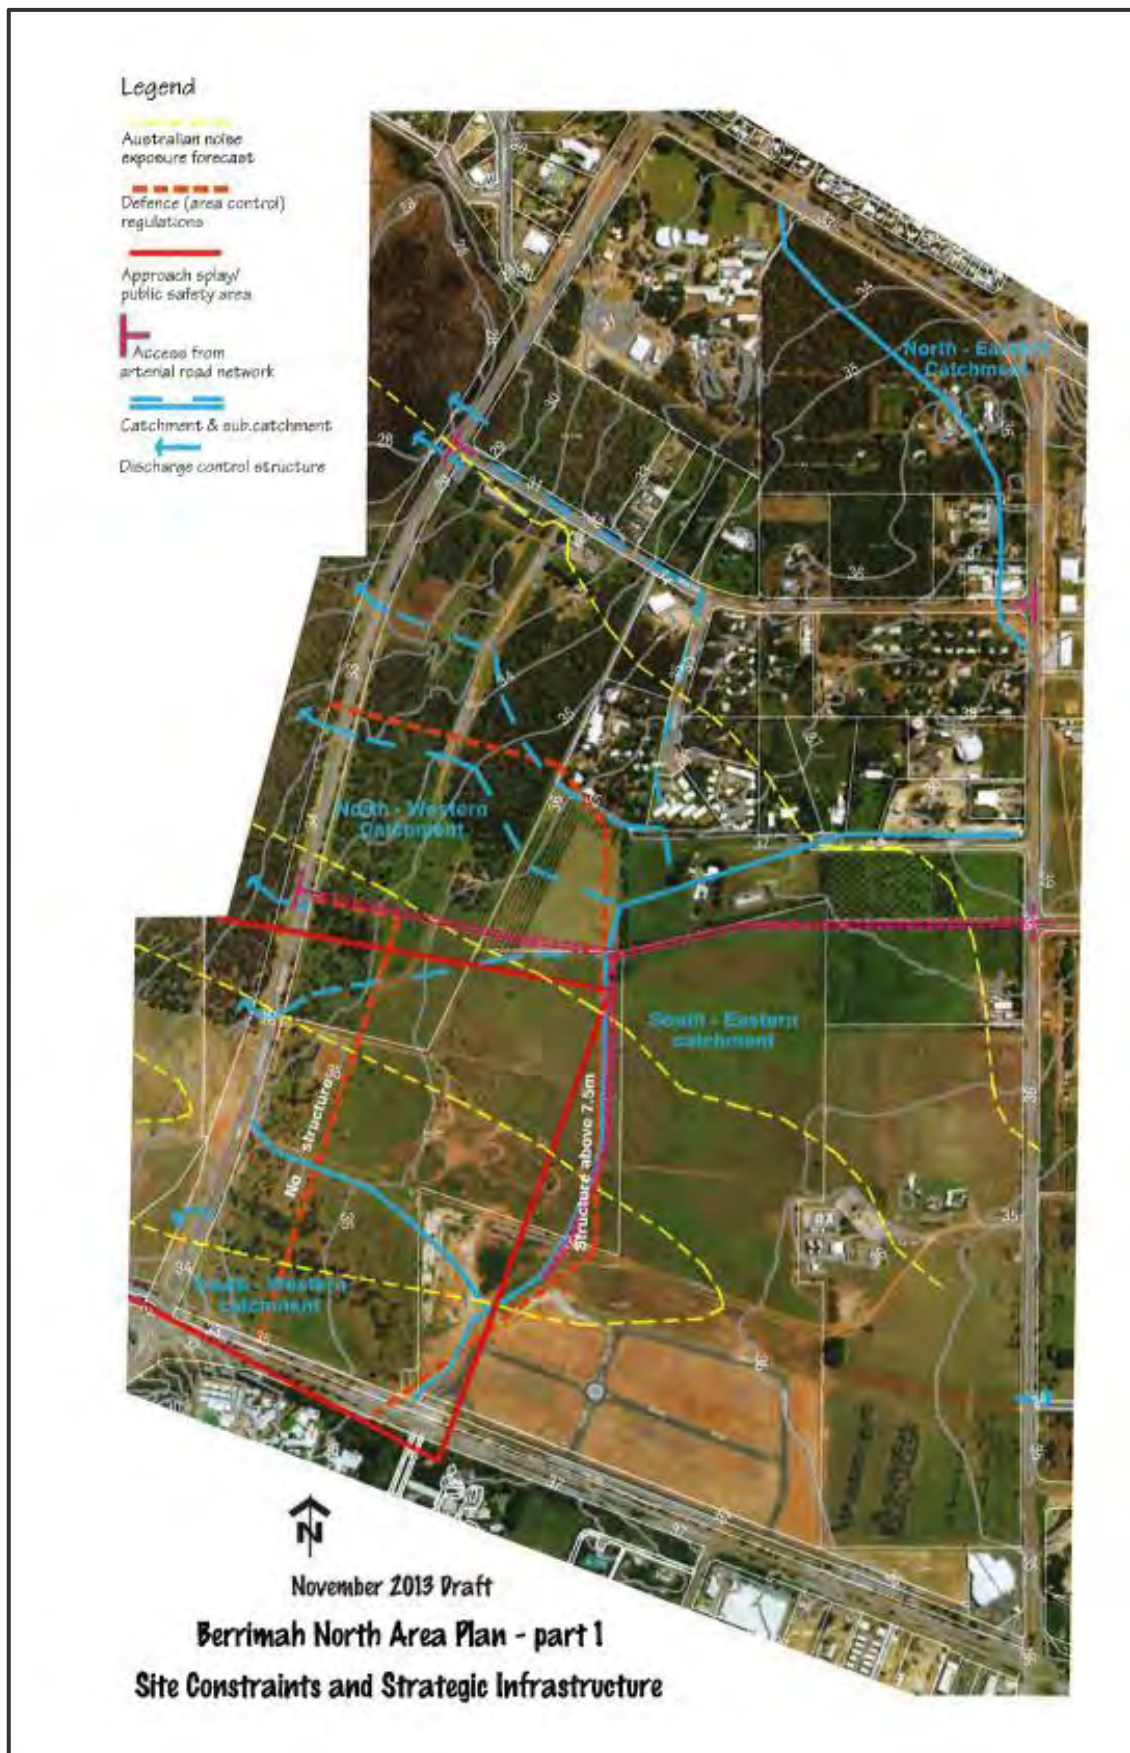 Legend
Australian noise
exposure forecast
Defence (area control)
regulations
Approach splay/
public safety area
Access from
arterial road network
Catchment & sub.catchment
Discharge control structure
North - Eastern
Catchment
North - Western
Catchment
South - Eastern
catchment
No structure
Structure above 7.5m
South - Western
catchment
N
November 2013 Draft
Berrimah North Area Plan - part 1
Site Constraints and Strategic Infrastructure